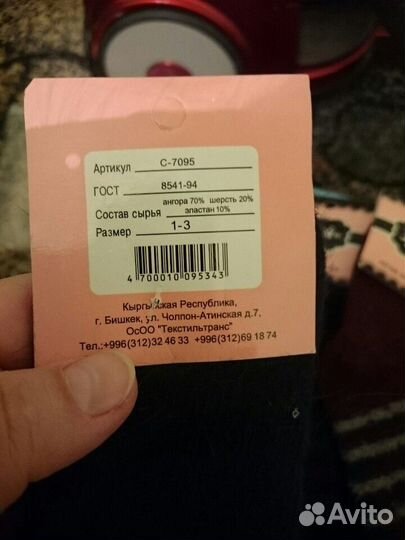 Артикул С-7095
ГОСТ 8541-94
ангора 70% шерсть 20%
Состав сырья эластан 10%
Размер 1-3
4 700010 095343
Кыргызская Республика,
г. Бишкек, ул. Чолпон-Атинская д.7,
ОсОО "Текстильтранс"
Тел.:+996(312)32 46 33 +996(312)69 18 74
Avito